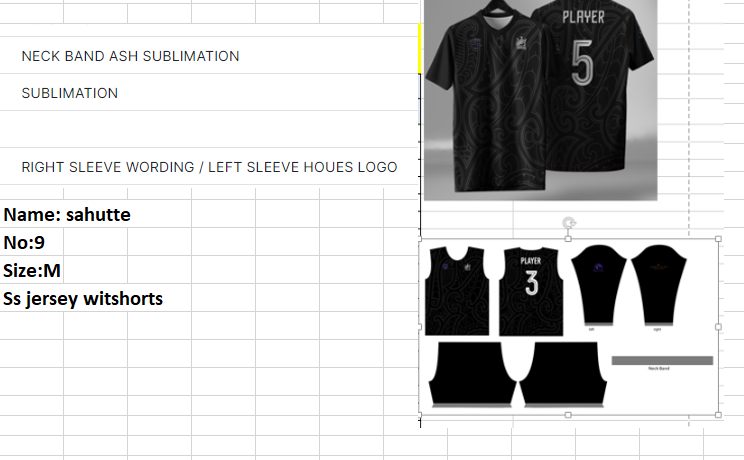 NECK BAND ASH SUBLIMATION
SUBLIMATION
RIGHT SLEEVE WORDING / LEFT SLEEVE HOUES LOGO
Name: sahutte
No:9
Size:M
Ss jersey witshorts
PLAYER
5
PLAYER
3
left
right
Neck Band